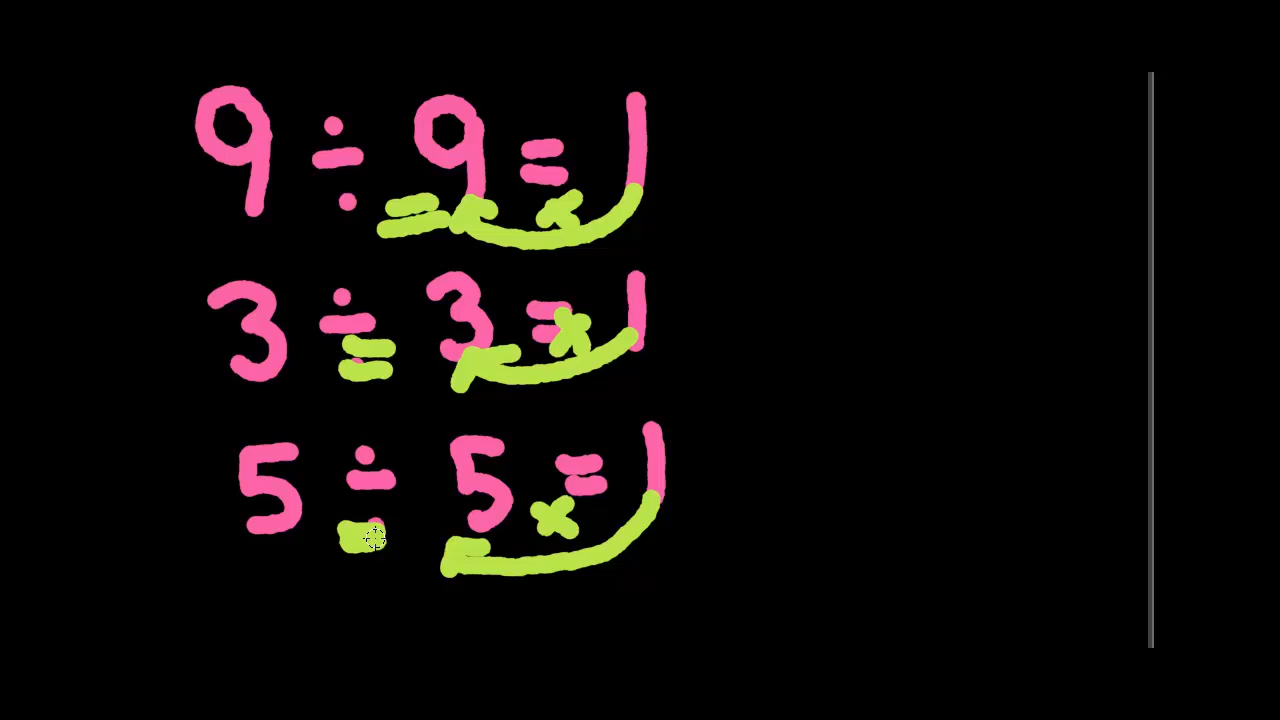 9 ÷ 9 = 1
= ×
3 ÷ 3 = 1
= ×
5 ÷ 5 = 1
= ×